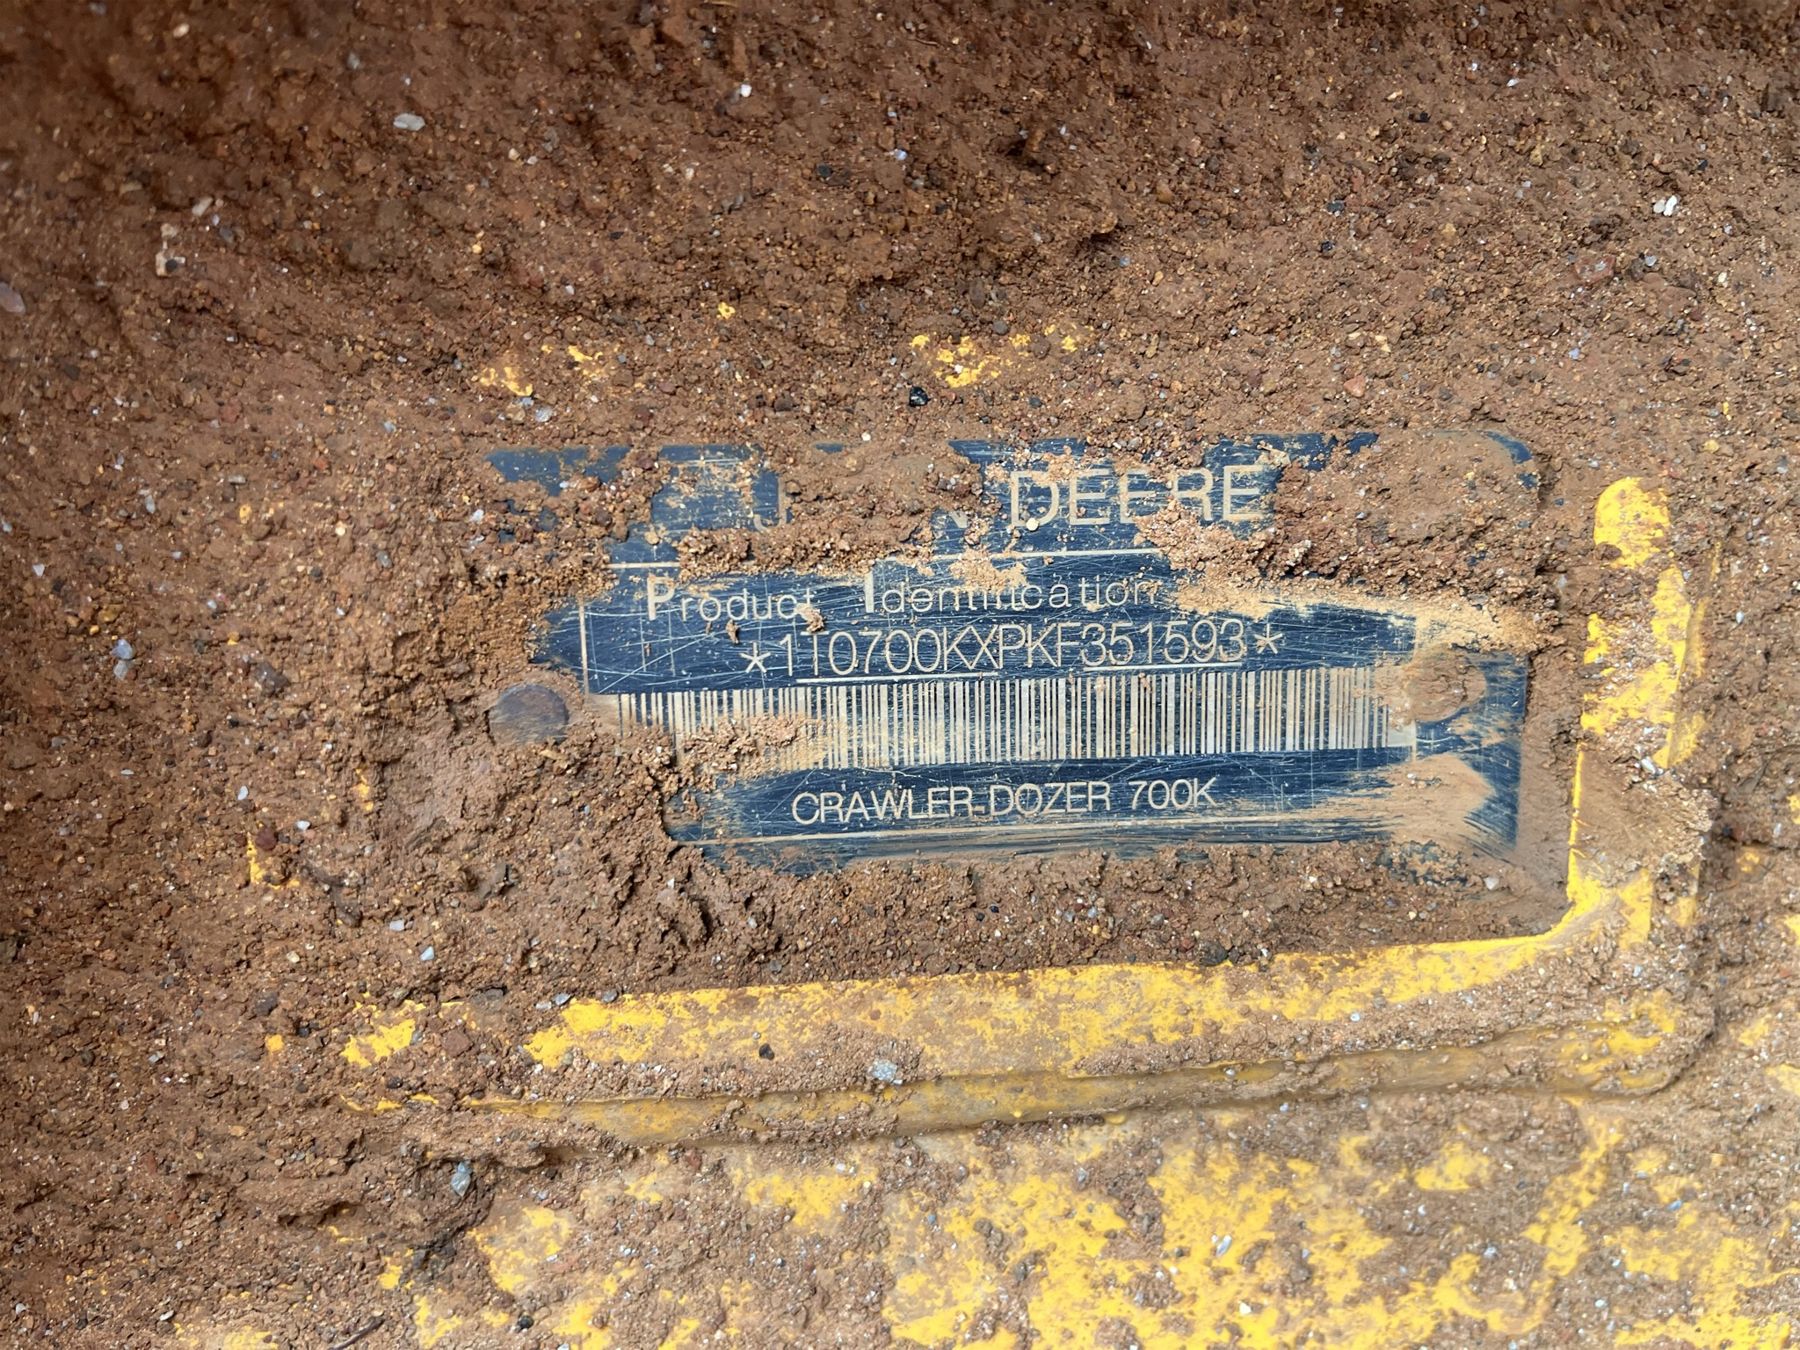 DEERE
Product Identification
*1T0700KXPKF351593*
CRAWLER-DOZER 700K